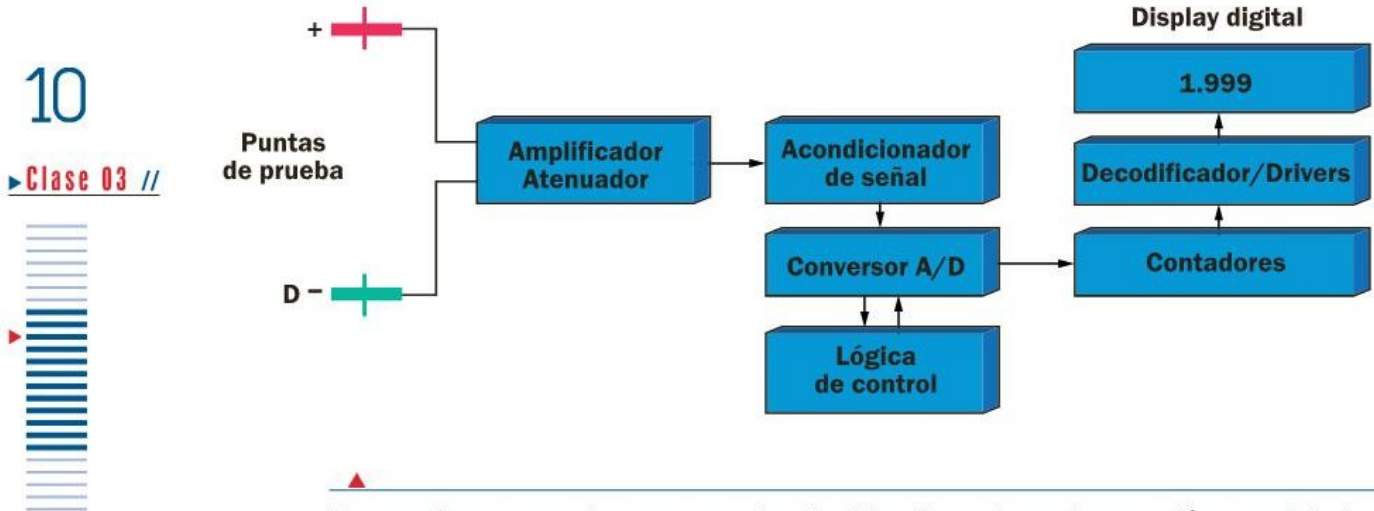 10
Clase 03 //
+
Puntas
de prueba
D -
Amplificador
Atenuador
Acondicionador
de señal
Conversor A/D
Lógica
de control
Display digital
1.999
Decodificador/Drivers
Contadores